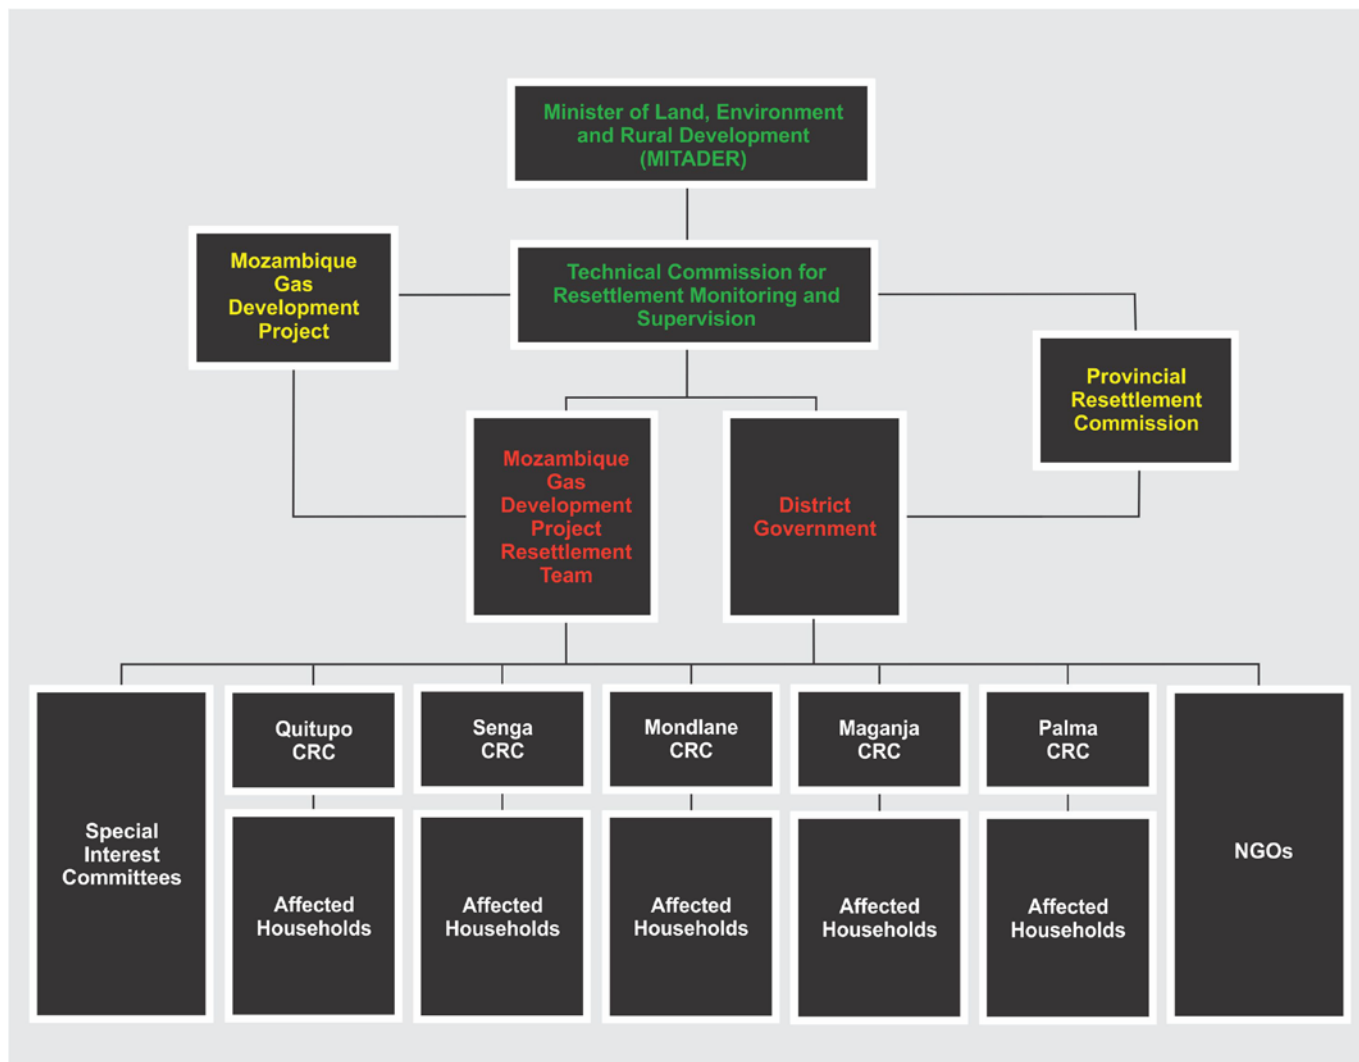 Minister of Land, Environment
and Rural Development
(MITADER)
Mozambique
Gas
Development
Project
Technical Commission for
Resettlement Monitoring and
Supervision
Provincial
Resettlement
Commission
Mozambique
Gas
Development
Project
Resettlement
Team
District
Government
Special
Interest
Committees
Quitupo
CRC
Senga
CRC
Mondlane
CRC
Maganja
CRC
Palma
CRC
Affected
Households
Affected
Households
Affected
Households
Affected
Households
Affected
Households
NGOs